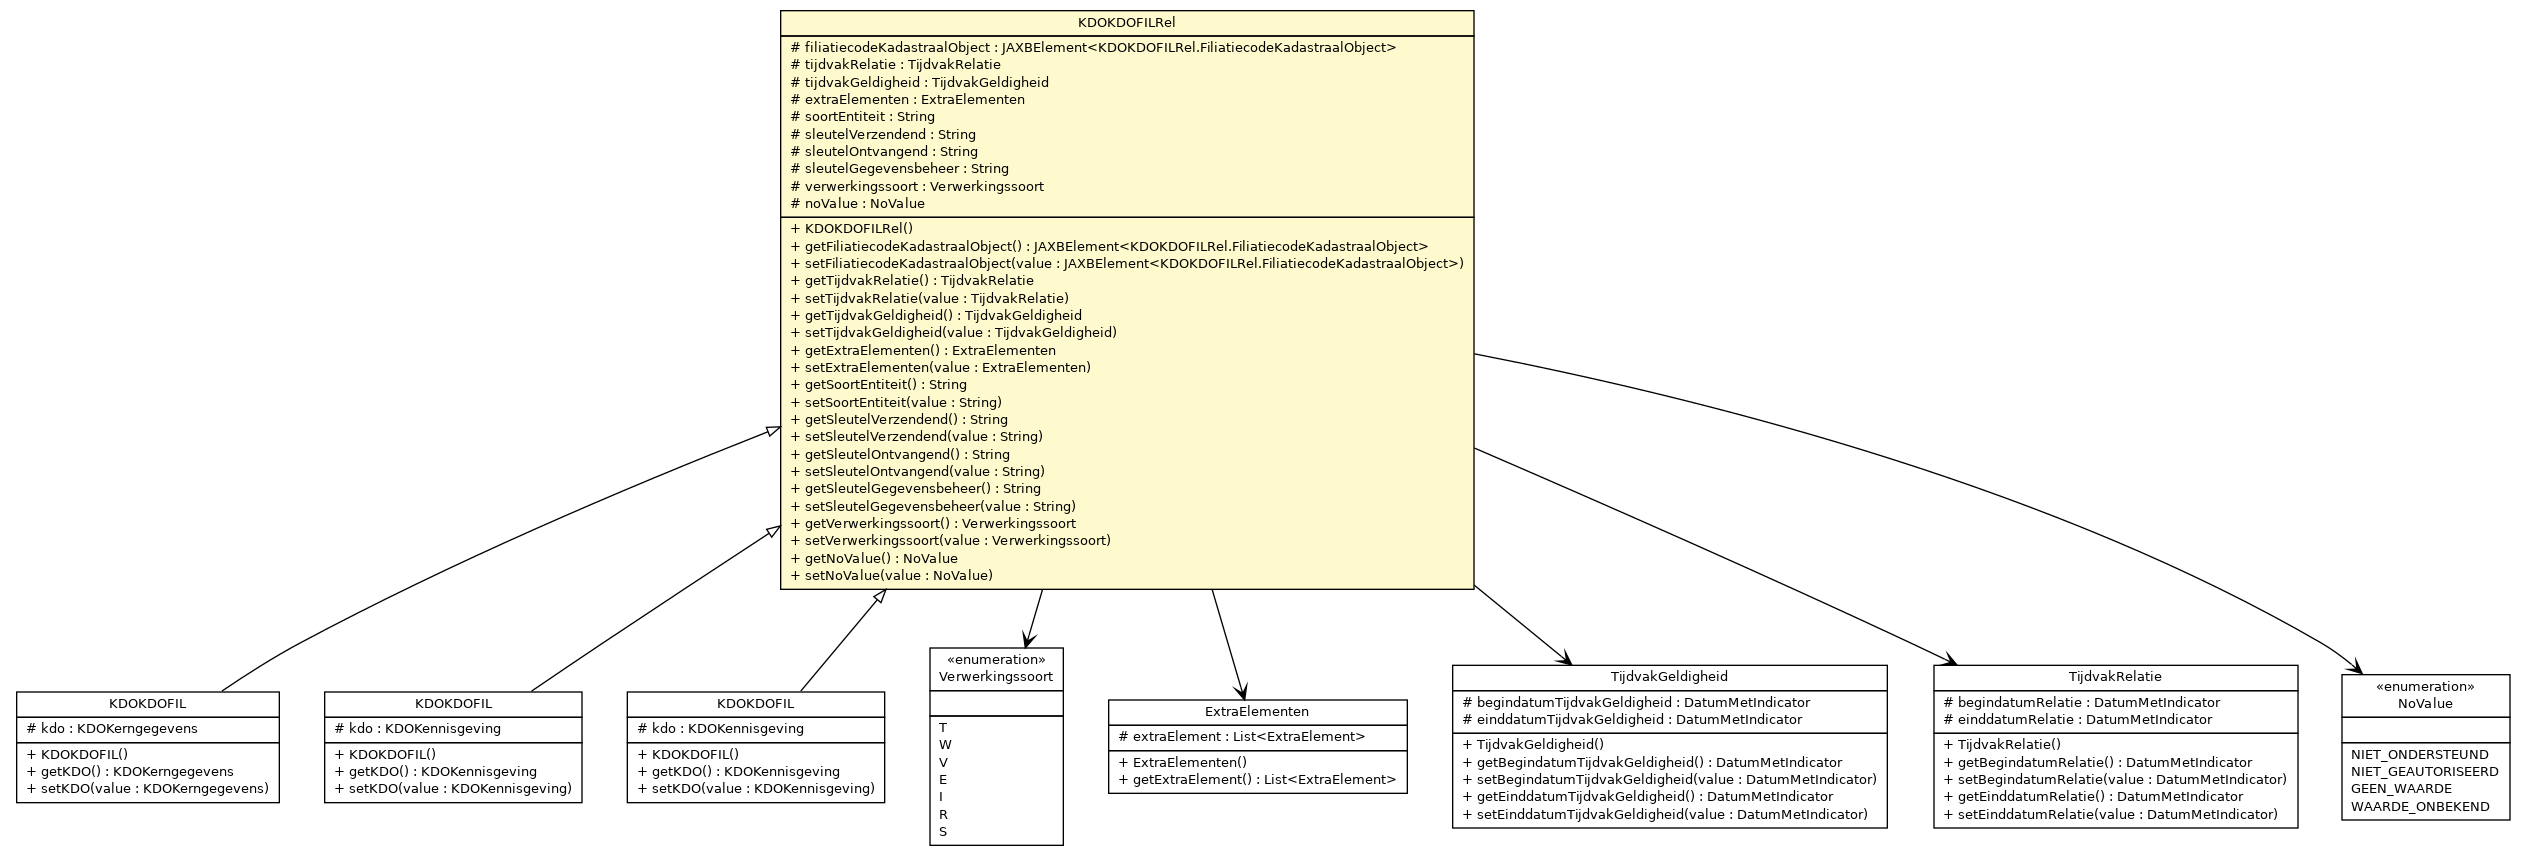 KDOKDOFILRel
# filiatiecodeKadastraalObject : JAXBElement<KDOKDOFILRel.FiliatiecodeKadastraalObject>
# tijdvakRelatie : TijdvakRelatie
# tijdvakGeldigheid : TijdvakGeldigheid
# extraElementen : ExtraElementen
# soortEntiteit : String
# sleutelVerzendend : String
# sleutelOntvangend : String
# sleutelGegevensbeheer : String
# verwerkingssoort : Verwerkingssoort
# noValue : NoValue
+ KDOKDOFILRel()
+ getFiliatiecodeKadastraalObject() : JAXBElement<KDOKDOFILRel.FiliatiecodeKadastraalObject>
+ setFiliatiecodeKadastraalObject(value : JAXBElement<KDOKDOFILRel.FiliatiecodeKadastraalObject>)
+ getTijdvakRelatie() : TijdvakRelatie
+ setTijdvakRelatie(value : TijdvakRelatie)
+ getTijdvakGeldigheid() : TijdvakGeldigheid
+ setTijdvakGeldigheid(value : TijdvakGeldigheid)
+ getExtraElementen() : ExtraElementen
+ setExtraElementen(value : ExtraElementen)
+ getSoortEntiteit() : String
+ setSoortEntiteit(value : String)
+ getSleutelVerzendend() : String
+ setSleutelVerzendend(value : String)
+ getSleutelOntvangend() : String
+ setSleutelOntvangend(value : String)
+ getSleutelGegevensbeheer() : String
+ setSleutelGegevensbeheer(value : String)
+ getVerwerkingssoort() : Verwerkingssoort
+ setVerwerkingssoort(value : Verwerkingssoort)
+ getNoValue() : NoValue
+ setNoValue(value : NoValue)
KDOKDOFIL
# kdo : KDOKerngegevens
+ KDOKDOFIL()
+ getKDO() : KDOKerngegevens
+ setKDO(value : KDOKerngegevens)
KDOKDOFIL
# kdo : KDOKennisgeving
+ KDOKDOFIL()
+ getKDO() : KDOKennisgeving
+ setKDO(value : KDOKennisgeving)
KDOKDOFIL
# kdo : KDOKennisgeving
+ KDOKDOFIL()
+ getKDO() : KDOKennisgeving
+ setKDO(value : KDOKennisgeving)
«enumeration»
Verwerkingssoort
T
W
V
E
I
R
S
ExtraElementen
# extraElement : List<ExtraElement>
+ ExtraElementen()
+ getExtraElement() : List<ExtraElement>
TijdvakGeldigheid
# begindatumTijdvakGeldigheid : DatumMetIndicator
# einddatumTijdvakGeldigheid : DatumMetIndicator
+ TijdvakGeldigheid()
+ getBegindatumTijdvakGeldigheid() : DatumMetIndicator
+ setBegindatumTijdvakGeldigheid(value : DatumMetIndicator)
+ getEinddatumTijdvakGeldigheid() : DatumMetIndicator
+ setEinddatumTijdvakGeldigheid(value : DatumMetIndicator)
TijdvakRelatie
# begindatumRelatie : DatumMetIndicator
# einddatumRelatie : DatumMetIndicator
+ TijdvakRelatie()
+ getBegindatumRelatie() : DatumMetIndicator
+ setBegindatumRelatie(value : DatumMetIndicator)
+ getEinddatumRelatie() : DatumMetIndicator
+ setEinddatumRelatie(value : DatumMetIndicator)
«enumeration»
NoValue
NIET_ONDERSTEUND
NIET_GEAUTORISEERD
GEEN_WAARDE
WAARDE_ONBEKEND